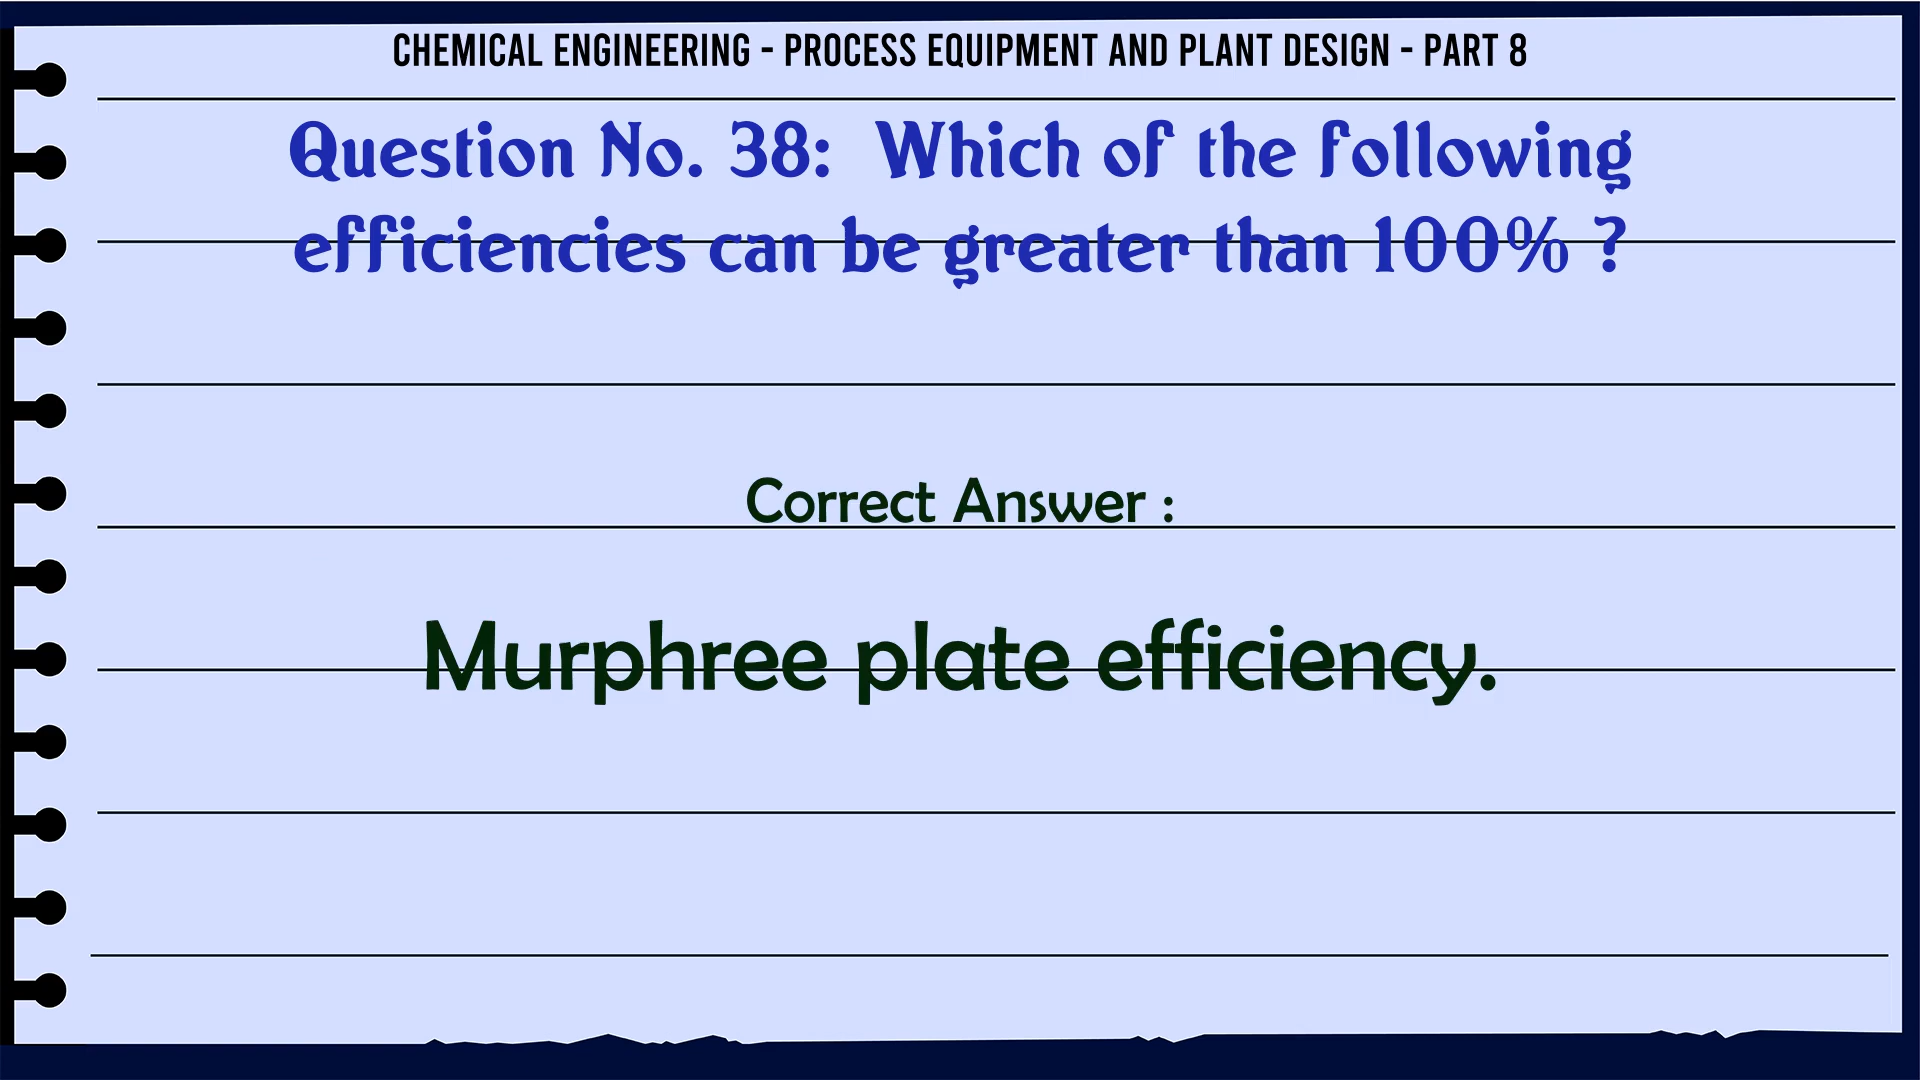 CHEMICAL ENGINEERING - PROCESS EQUIPMENT AND PLANT DESIGN - PART 8
Question No. 38: Which of the following
efficiencies can be greater than 100% ?
Correct Answer :
Murphree plate efficiency.